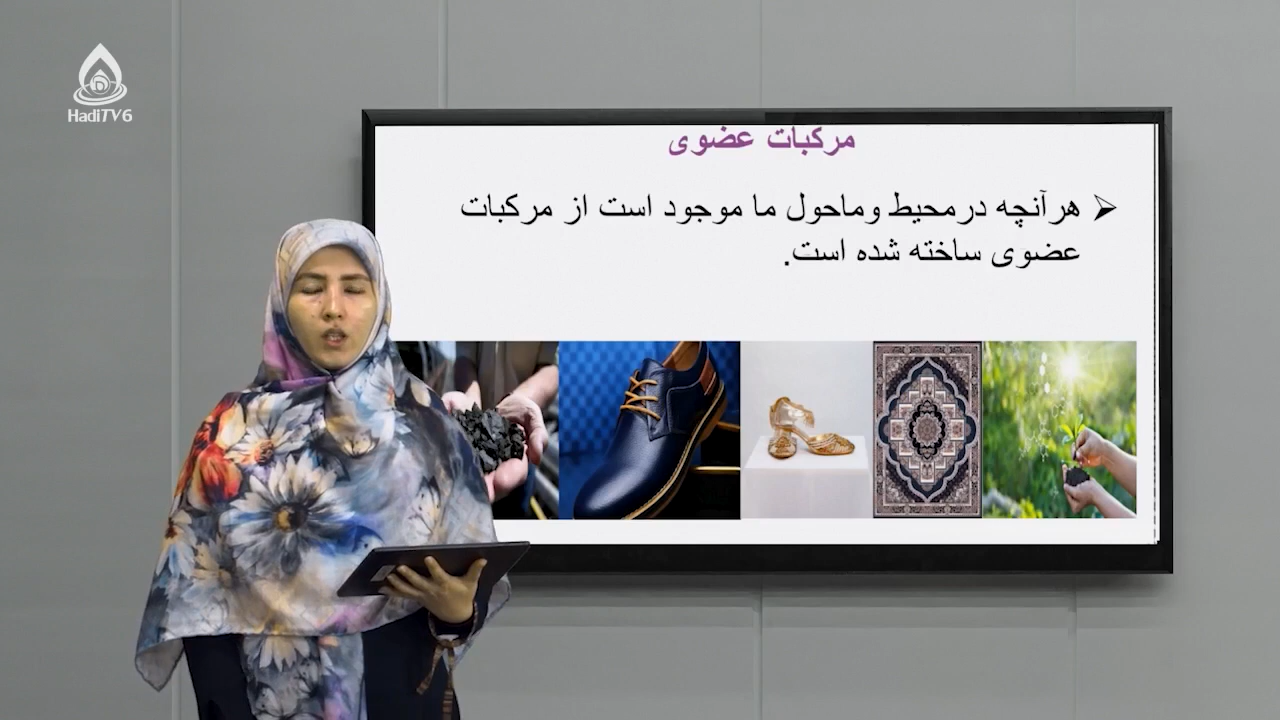 HadiTV6
مرکبات عضوی
هرآنچه درمحیط وماحول ما موجود است از مرکبات
عضوی ساخته شده است.